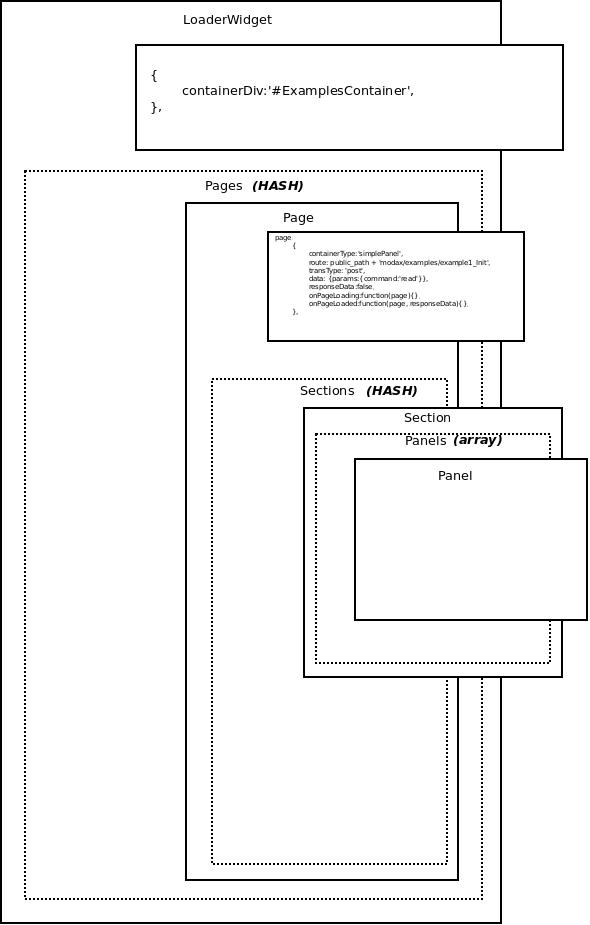 LoaderWidget
{
containerDiv:'#ExamplesContainer',
},
Pages (HASH)
Page
page
{
containerType:'simplePanel',
route: public_path + 'modax/examples/example1_Init',
transType: 'post',
data: {params:{command:'read'}},
responseData:false,
onPageLoading:function(page){},
onPageLoaded:function(page, responseData){},
},
Sections (HASH)
Section
Panels (array)
Panel